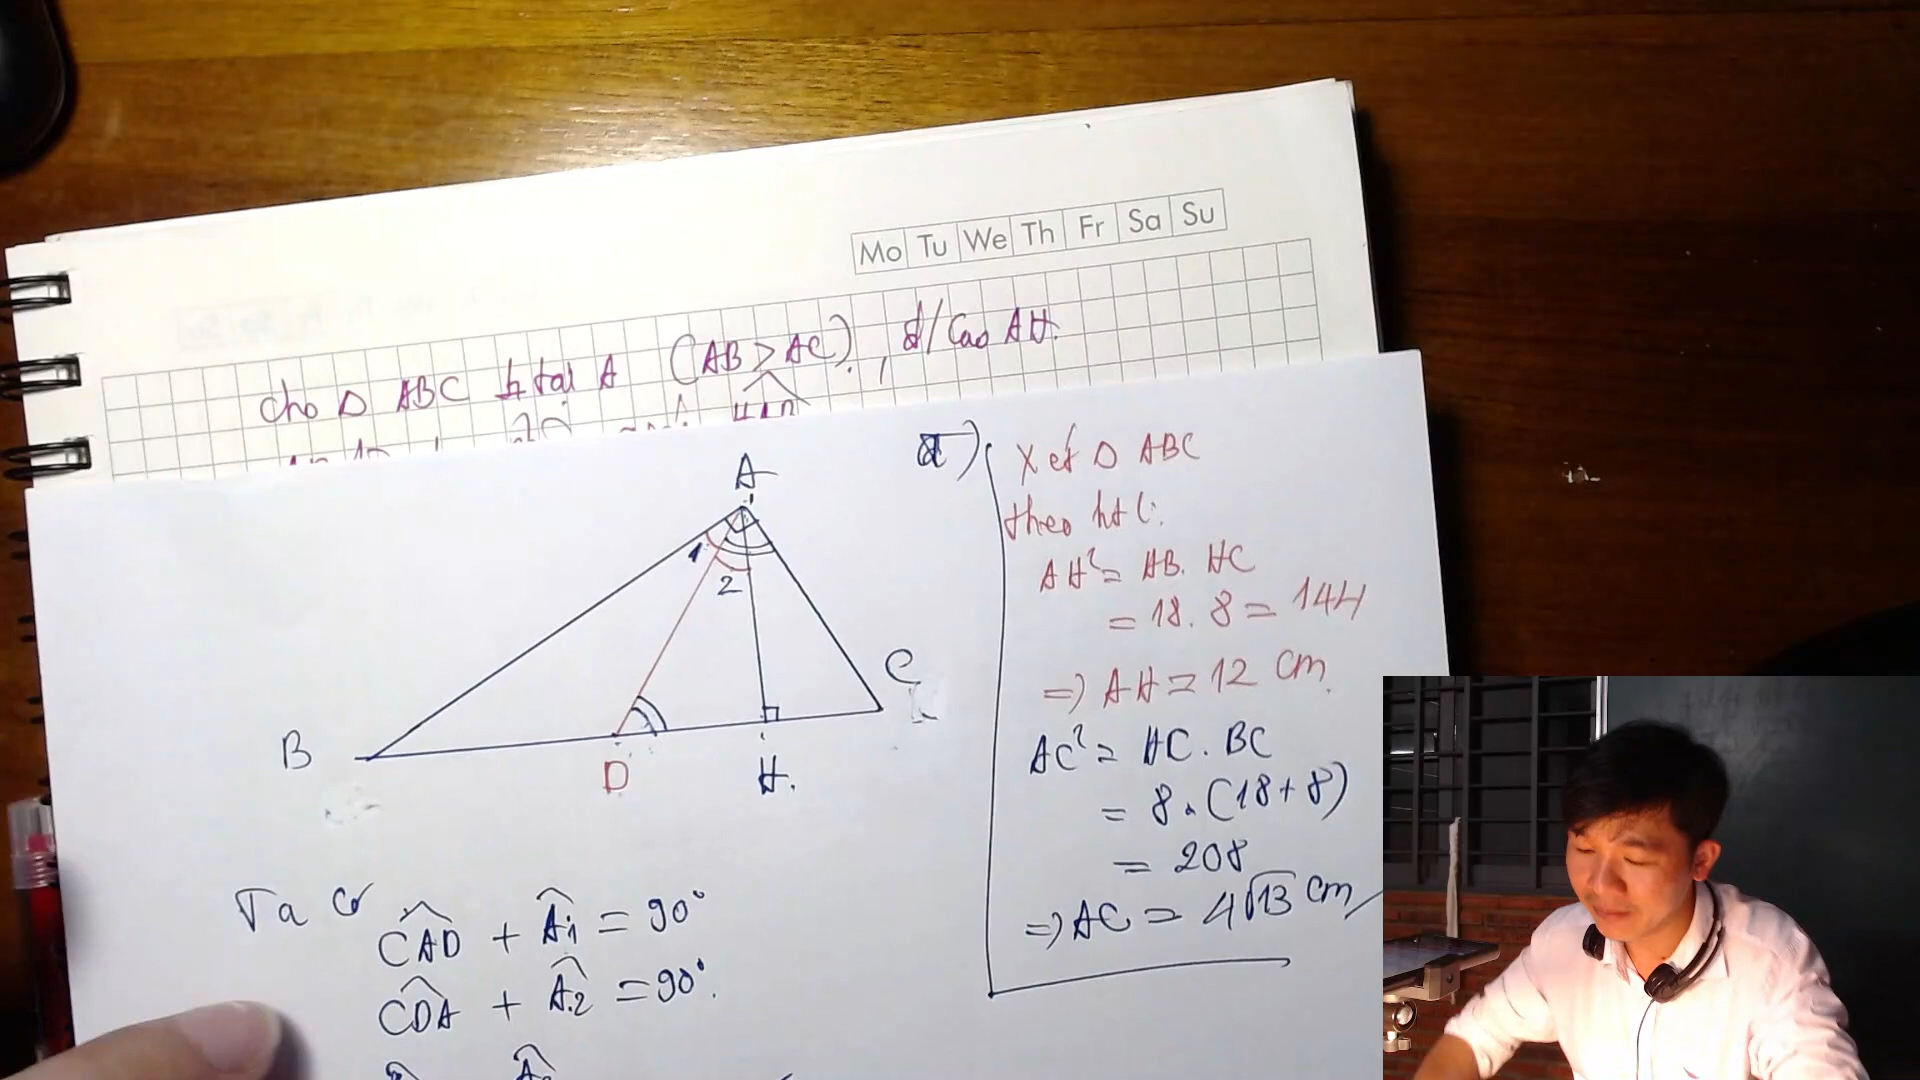 Mo Tu We Th Fr Sa Su
Cho Δ ABC tại A (AB > AC), đ/cao AH.
A
1
2
B
C
D
H.
a)
Xét Δ ABC
theo htl:
AH² = HB. HC
= 18. 8 = 144
=> AH = 12 cm.
AC² = HC. BC
= 8. (18+8)
= 208
=> AC = 4√13 cm
Ta có
CAD + A1 = 90°
CDA + A2 = 90°.